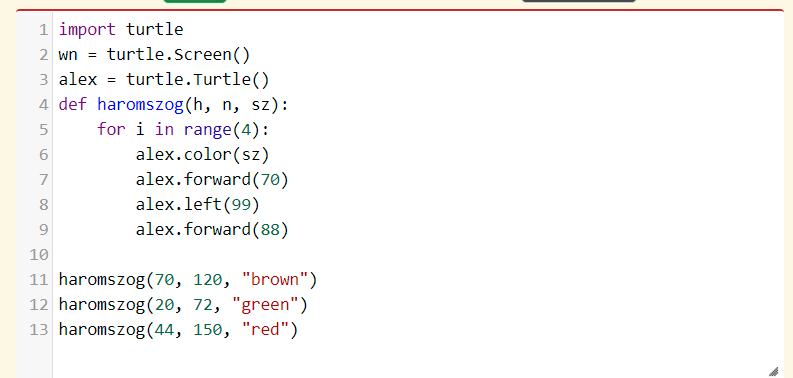 1 import turtle
2 wn = turtle.Screen()
3 alex = turtle.Turtle()
4 def haromszog(h, n, sz):
5     for i in range(4):
6         alex.color(sz)
7         alex.forward(70)
8         alex.left(99)
9         alex.forward(88)
10
11 haromszog(70, 120, "brown")
12 haromszog(20, 72, "green")
13 haromszog(44, 150, "red")